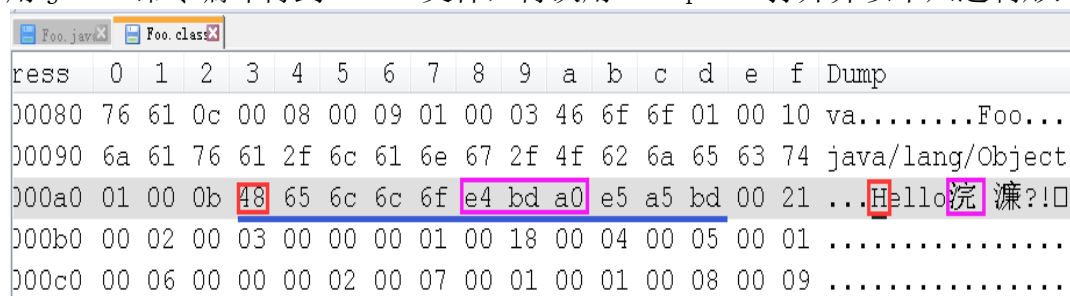 Foo.java Foo.class
ress 0 1 2 3 4 5 6 7 8 9 a b c d e f Dump
00080 76 61 0c 00 08 00 09 01 00 03 46 6f 6f 01 00 10 va........Foo...
00090 6a 61 76 61 2f 6c 61 6e 67 2f 4f 62 6a 65 63 74 java/lang/Object
000a0 01 00 0b 48 65 6c 6c 6f e4 bd a0 e5 a5 bd 00 21 ...Hello浣 濂?!□
000b0 00 02 00 03 00 00 00 01 00 18 00 04 00 05 00 01 ................
000c0 00 06 00 00 00 02 00 07 00 01 00 01 00 08 00 09 ................